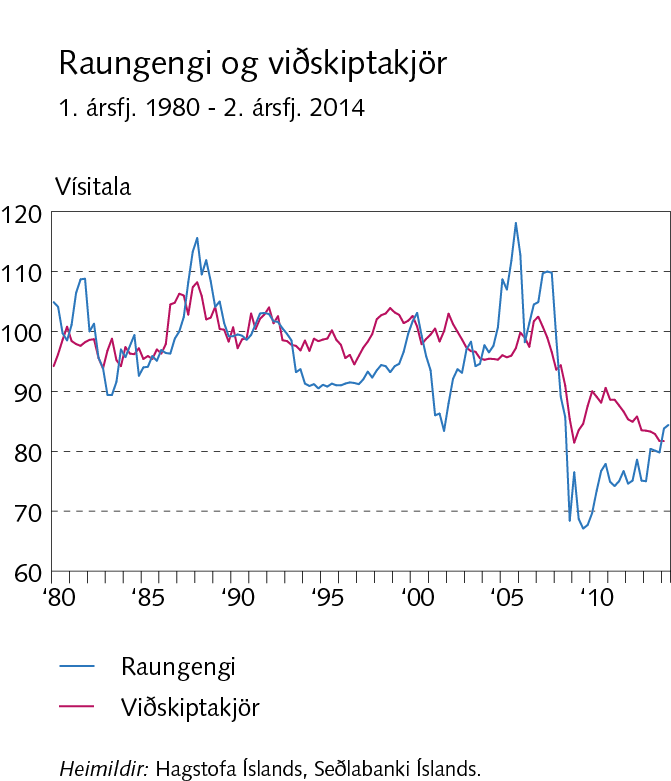 Raungengi og viðskiptakjör
1. ársfj. 1980 - 2. ársfj. 2014
Vísitala
120
110
100
90
80
70
60
‘80 ‘85 ‘90 ‘95 ‘00 ‘05 ‘10
Raungengi
Viðskiptakjör
Heimildir: Hagstofa Íslands, Seðlabanki Íslands.